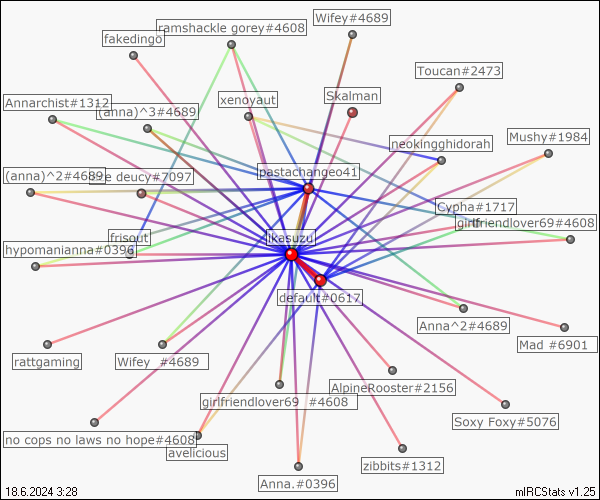 Wifey#4689
ramshackle gorey#4608
fakedingo
Toucan#2473
Skalman
xenovaut
Annarchist#1312
(anna)^3#4689
Mushy#1984
neokingghidorah
pastachangeo41
(anna)^2#4689
deucy#7097
Cypha#1717
girlfriendlover69#4608
frisout
ikesuzu
hypomanianna#0396
default#0617
Anna^2#4689
Mad #6901
rattgaming
Wifey #4689
AlpineRooster#2156
girlfriendlover69 #4608
Soxy Foxy#5076
no cops no laws no hope#4608
avelicious
zibbits#1312
Anna.#0396
18.6.2024 3:28
mIRCStats v1.25